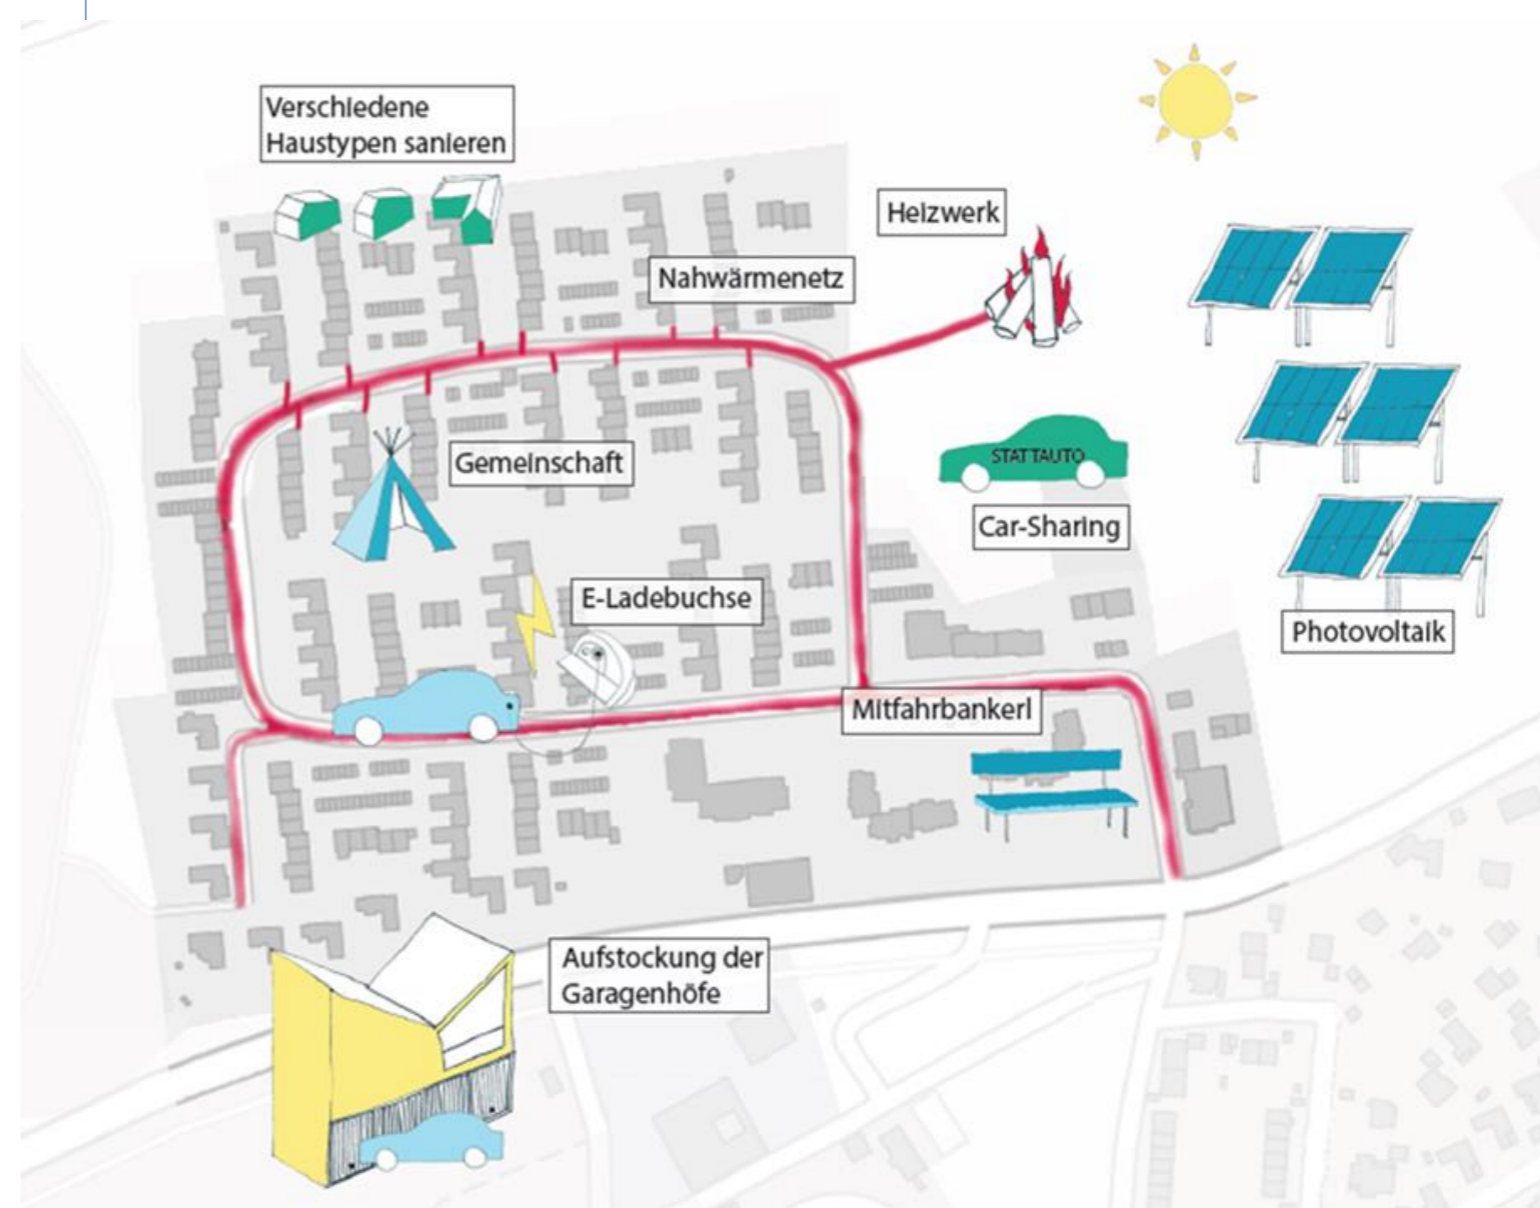 Verschiedene
Haustypen sanieren
Heizwerk
Nahwärmenetz
Gemeinschaft
STATTAUTO
Car-Sharing
E-Ladebuchse
Photovoltaik
Mitfahrbankerl
Aufstockung der
Garagenhöfe